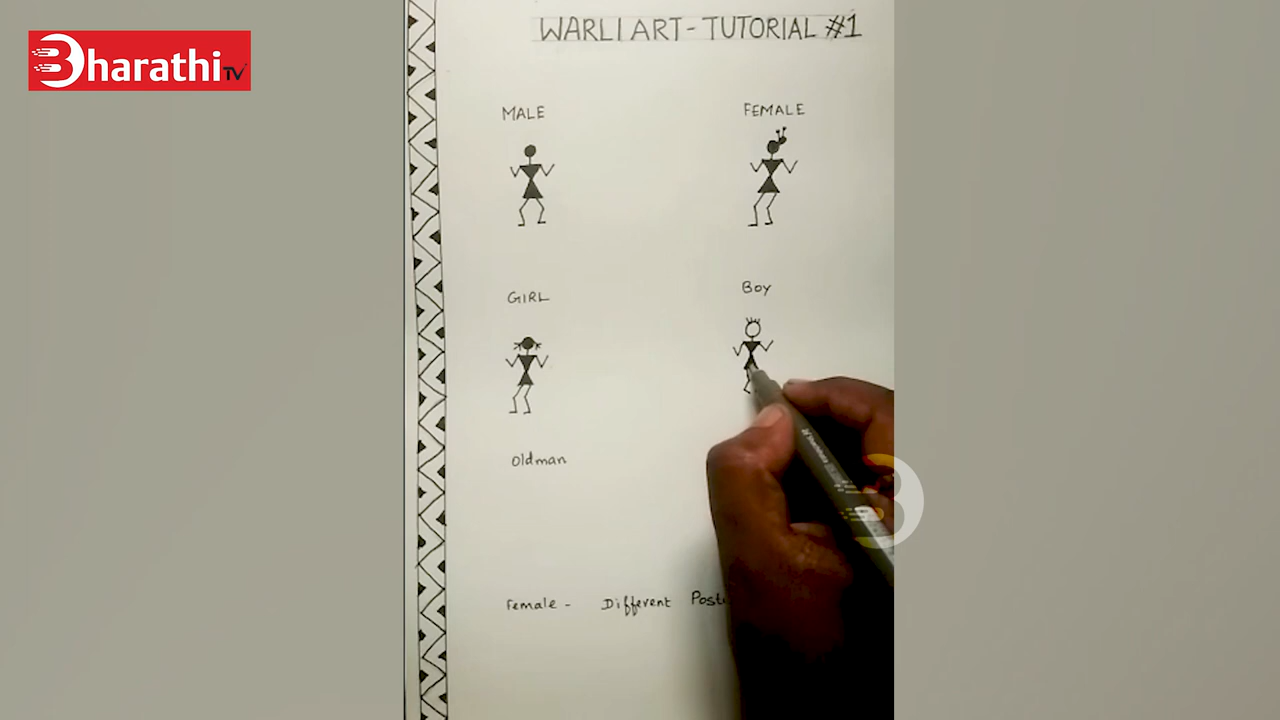 Bharathi TV
WARLI ART - TUTORIAL #1
MALE
FEMALE
GIRL
BOY
Oldman
Female - Different